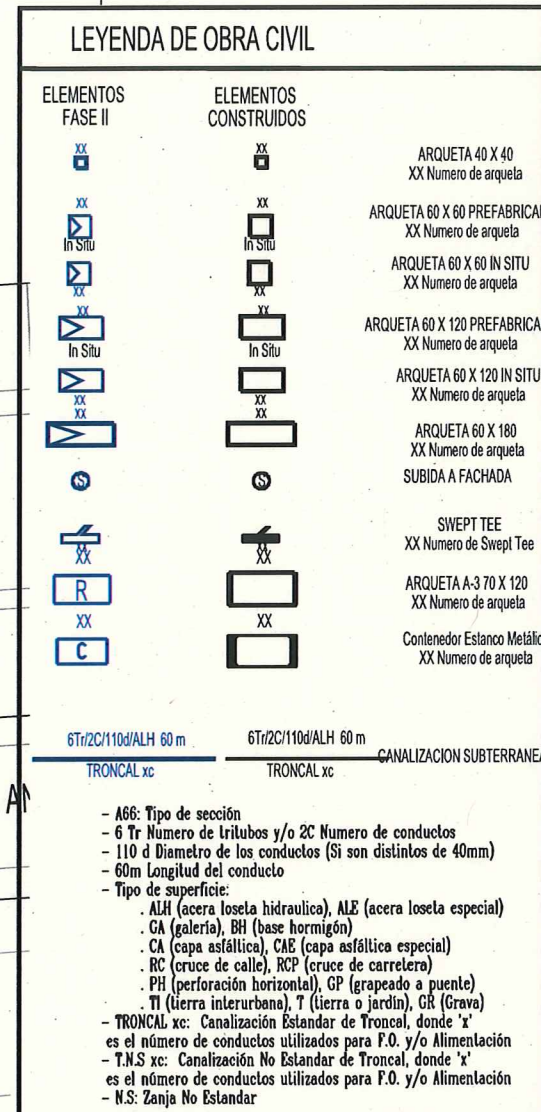 LEYENDA DE OBRA CIVIL
ELEMENTOS FASE II
ELEMENTOS CONSTRUIDOS
XX XX
ARQUETA 40 X 40
XX Numero de arqueta
XX XX
ARQUETA 60 X 60 PREFABRICA
XX Numero de arqueta
In Situ In Situ
ARQUETA 60 X 60 IN SITU
XX Numero de arqueta
XX XX
XX XX
ARQUETA 60 X 120 PREFABRICA
XX Numero de arqueta
In Situ In Situ
ARQUETA 60 X 120 IN SITU
XX Numero de arqueta
XX XX
XX XX
ARQUETA 60 X 180
XX Numero de arqueta
S S
SUBIDA A FACHADA
SWEPT TEE
XX Numero de Swept Tee
XX XX
XX XX
R
ARQUETA A-3 70 X 120
XX Numero de arqueta
XX XX
C
Contenedor Estanco Metálic
XX Numero de arqueta
6Tr/2C/110d/ALH 60 m 6Tr/2C/110d/ALH 60 m
CANALIZACION SUBTERRANEA
TRONCAL xc TRONCAL xc
- A66: Tipo de sección
- 6 Tr Numero de tritubos y/o 2C Numero de conductos
- 110 d Diametro de los conductos (Si son distintos de 40mm)
- 60m Longitud del conducto
- Tipo de superficie:
. ALH (acera loseta hidraulica), ALE (acera loseta especial)
. GA (galería), BH (base hormigón)
. CA (capa asfáltica), CAE (capa asfáltica especial)
. RC (cruce de calle), RCP (cruce de carretera)
. PH (perforación horizontal), GP (grapeado a puente)
. TI (tierra interurbana), T (tierra o jardín), GR (Grava)
- TRONCAL xc: Canalización Estandar de Troncal, donde 'x'
es el número de conductos utilizados para F.O. y/o Alimentación
- T.N.S xc: Canalización No Estandar de Troncal, donde 'x'
es el número de conductos utilizados para F.O. y/o Alimentación
- N.S: Zanja No Estandar